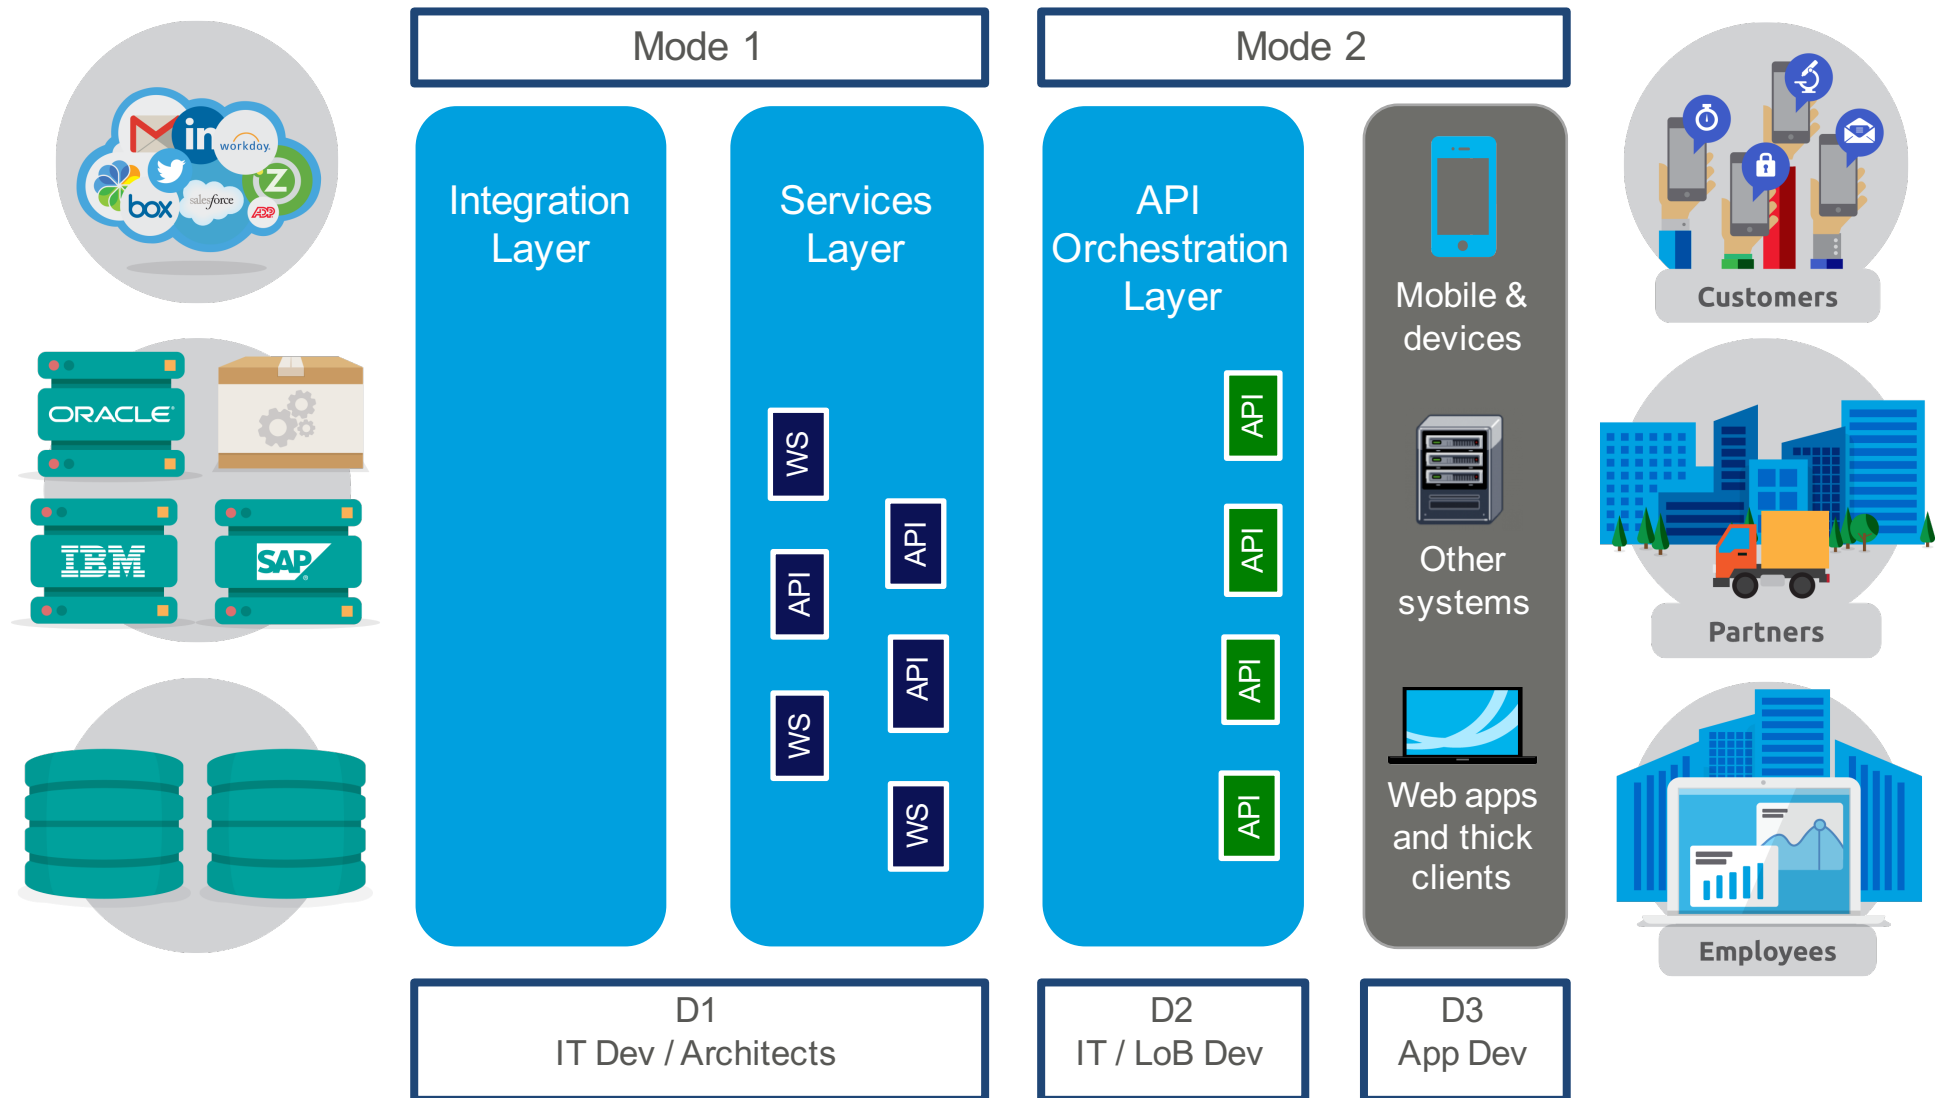 Mode 1
Mode 2
in
workday.
box
salesforce
Z
ADP
ORACLE
IBM
SAP
Integration
Layer
Services
Layer
WS
API
API
API
WS
WS
API
Orchestration
Layer
API
API
API
API
Mobile &
devices
Other
systems
Web apps
and thick
clients
Customers
Partners
Employees
D1
IT Dev / Architects
D2
IT / LoB Dev
D3
App Dev